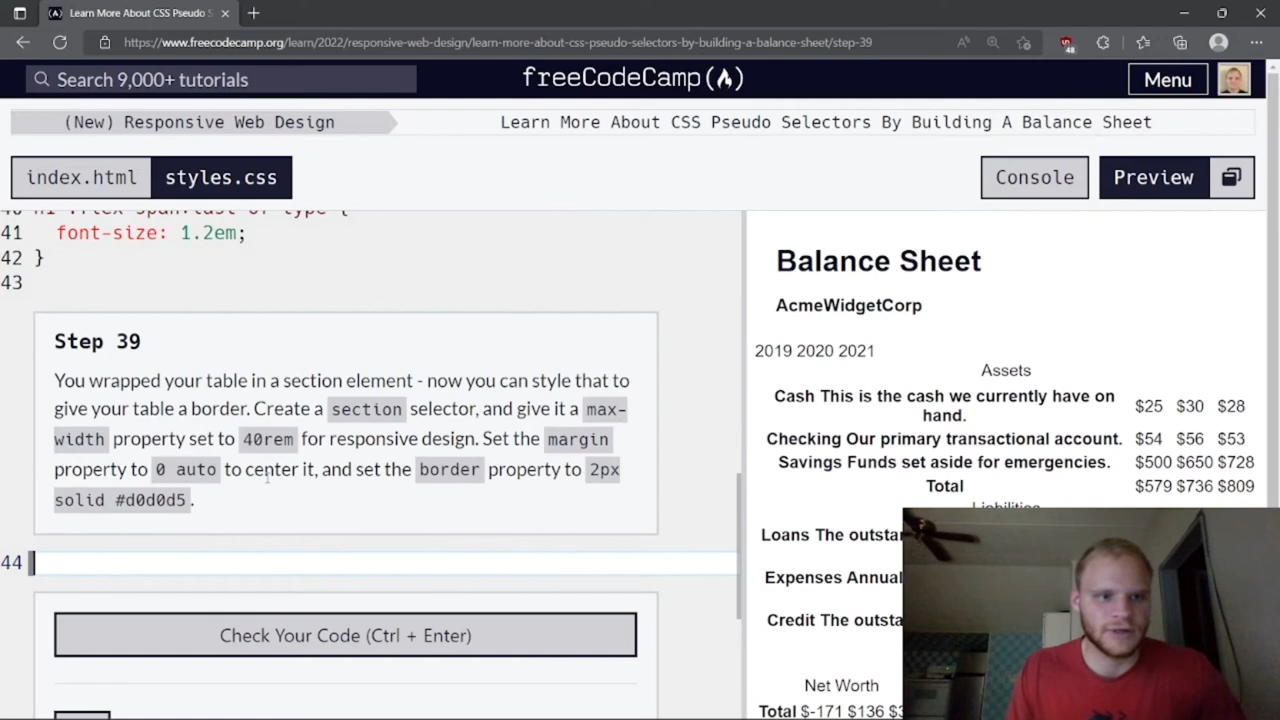 Learn More About CSS Pseudo S
https://www.freecodecamp.org/learn/2022/responsive-web-design/learn-more-about-css-pseudo-selectors-by-building-a-balance-sheet/step-39
48
Search 9,000+ tutorials
freeCodeCamp
Menu
(New) Responsive Web Design
Learn More About CSS Pseudo Selectors By Building A Balance Sheet
index.html
styles.css
Console
Preview
41 font-size: 1.2em;
42 }
43
Step 39
You wrapped your table in a section element - now you can style that to
give your table a border. Create a section selector, and give it a max-
width property set to 40rem for responsive design. Set the margin
property to 0 auto to center it, and set the border property to 2px
solid #d0d0d5.
44
Check Your Code (Ctrl + Enter)
Balance Sheet
AcmeWidgetCorp
2019 2020 2021
Assets
Cash This is the cash we currently have on
hand. $25 $30 $28
Checking Our primary transactional account. $54 $56 $53
Savings Funds set aside for emergencies. $500 $650 $728
Total $579 $736 $809
Loans The outsta
Expenses Annual
Credit The outsta
Net Worth
Total $-171 $136 $3